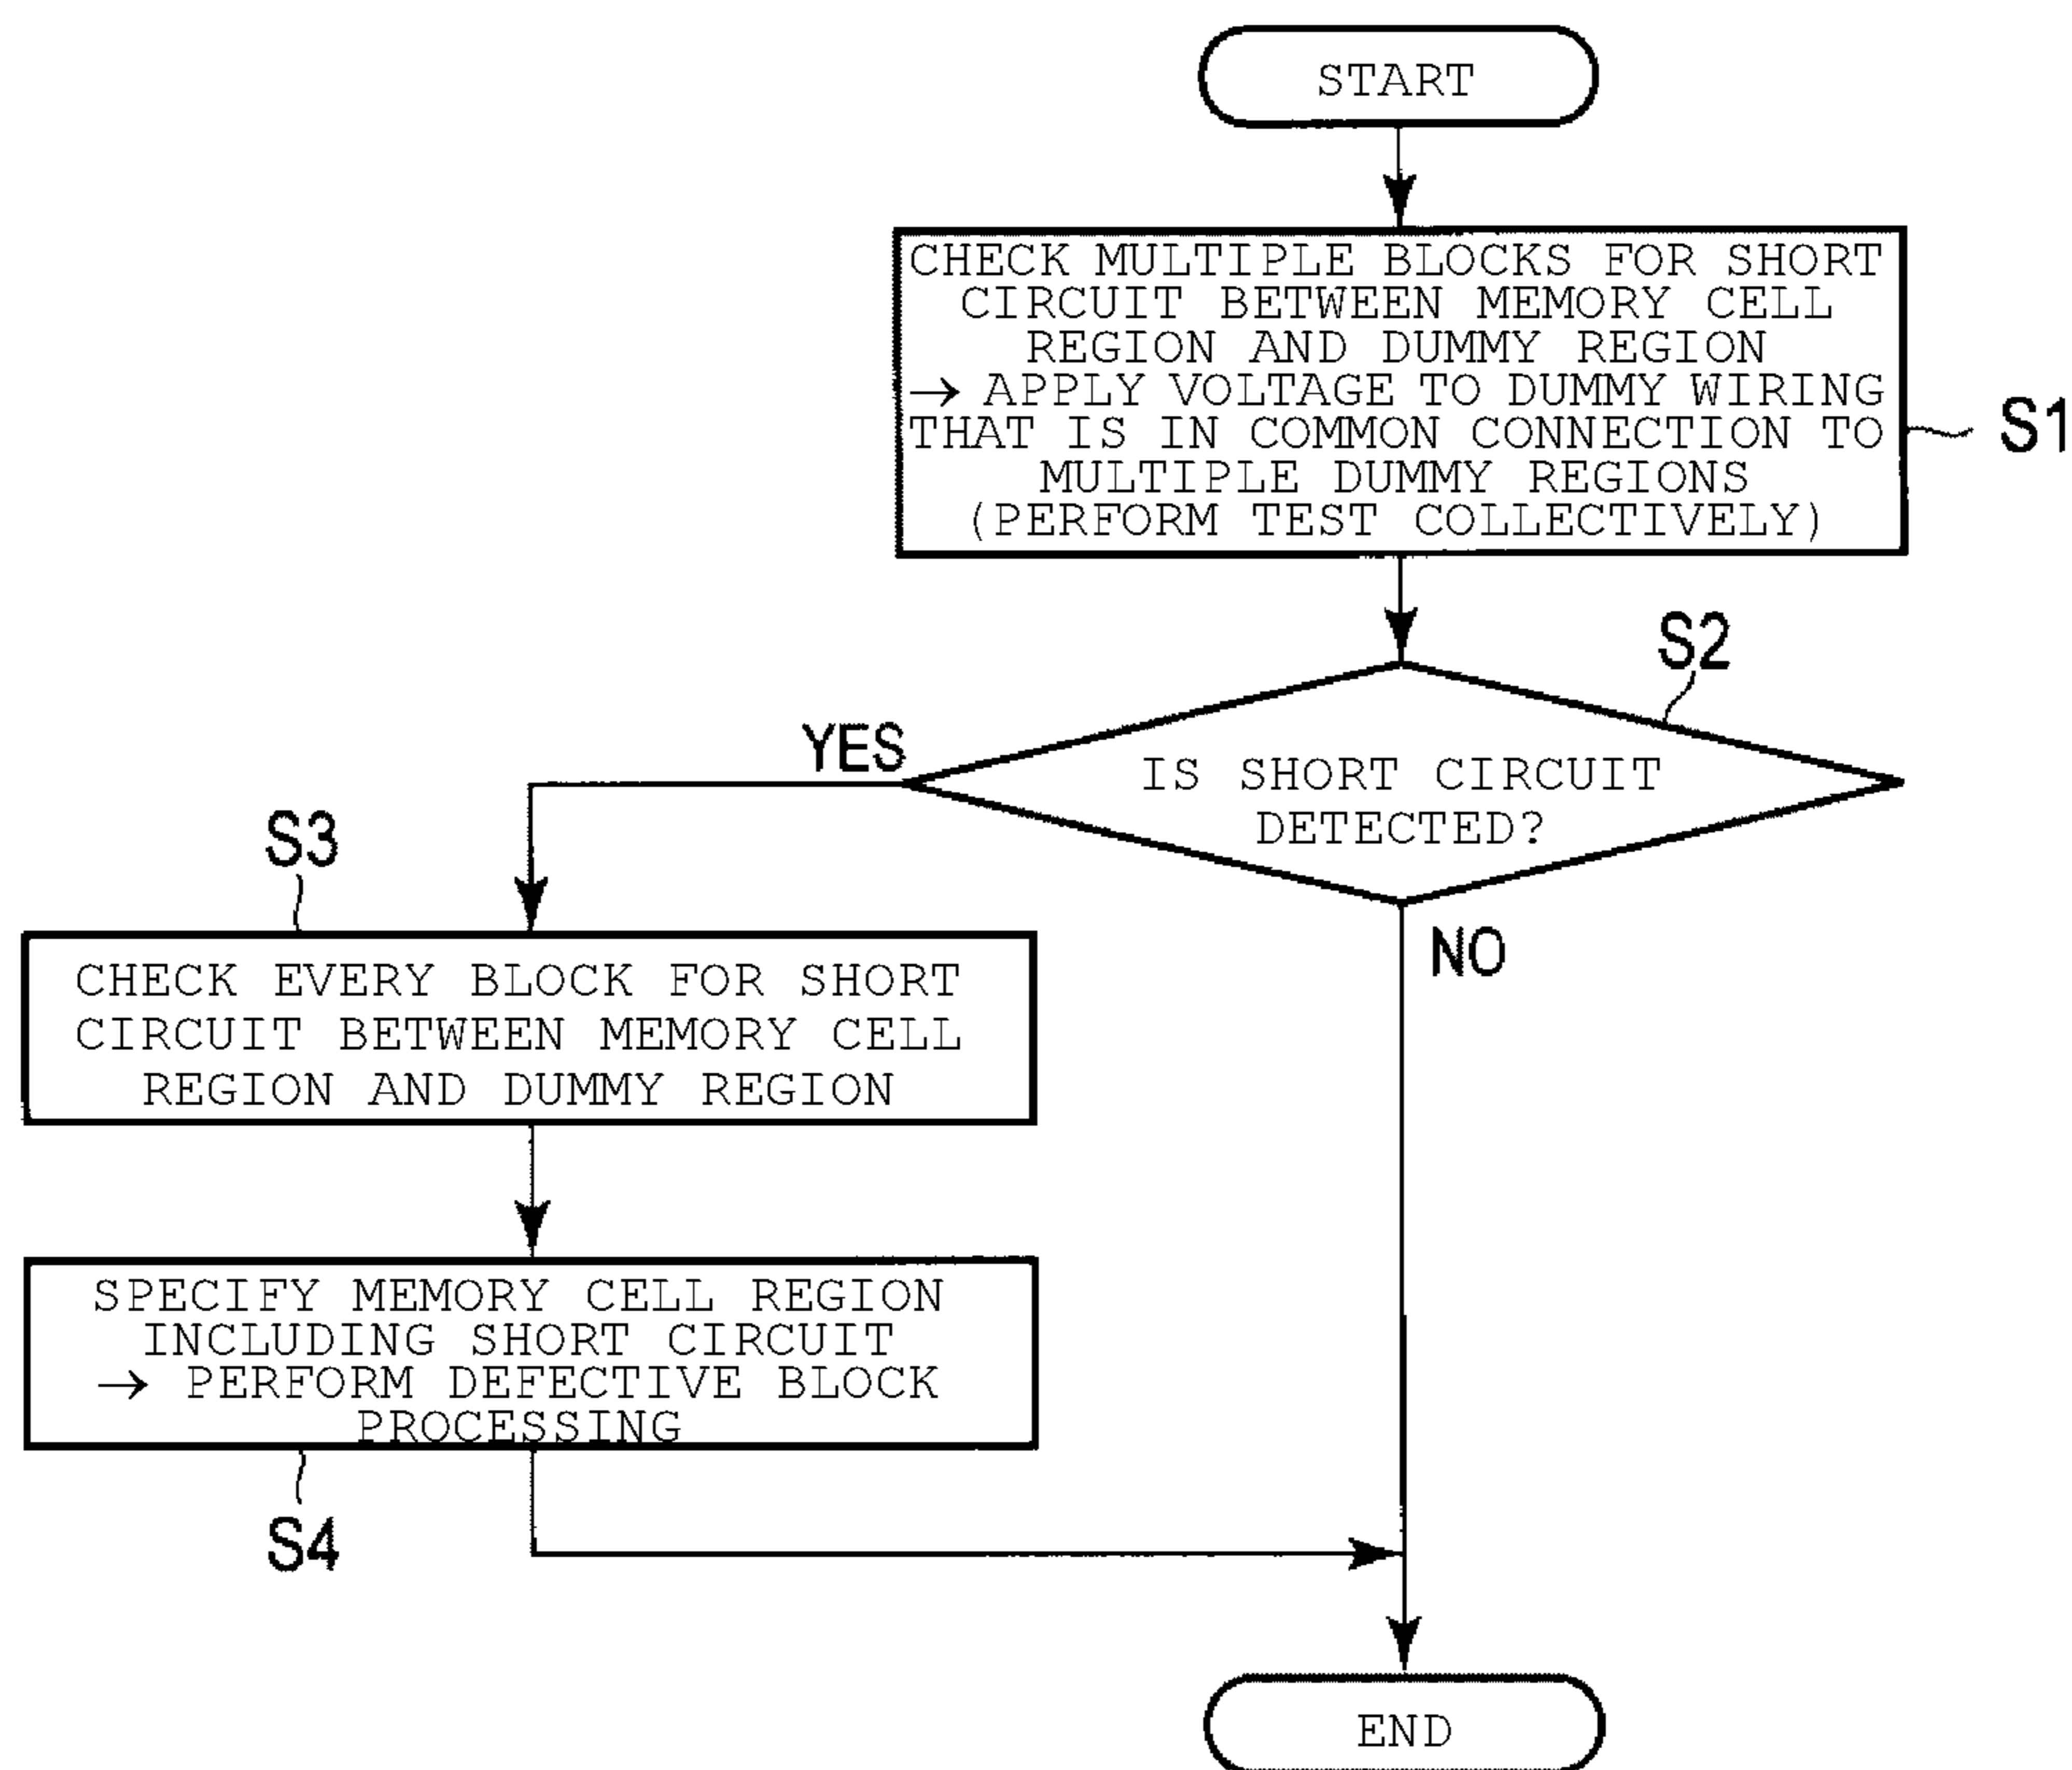 START
CHECK MULTIPLE BLOCKS FOR SHORT
CIRCUIT BETWEEN MEMORY CELL
REGION AND DUMMY REGION
→ APPLY VOLTAGE TO DUMMY WIRING
THAT IS IN COMMON CONNECTION TO
MULTIPLE DUMMY REGIONS
(PERFORM TEST COLLECTIVELY)
S1
S2
IS SHORT CIRCUIT
DETECTED?
YES
NO
S3
CHECK EVERY BLOCK FOR SHORT
CIRCUIT BETWEEN MEMORY CELL
REGION AND DUMMY REGION
SPECIFY MEMORY CELL REGION
INCLUDING SHORT CIRCUIT
→ PERFORM DEFECTIVE BLOCK
PROCESSING
S4
END